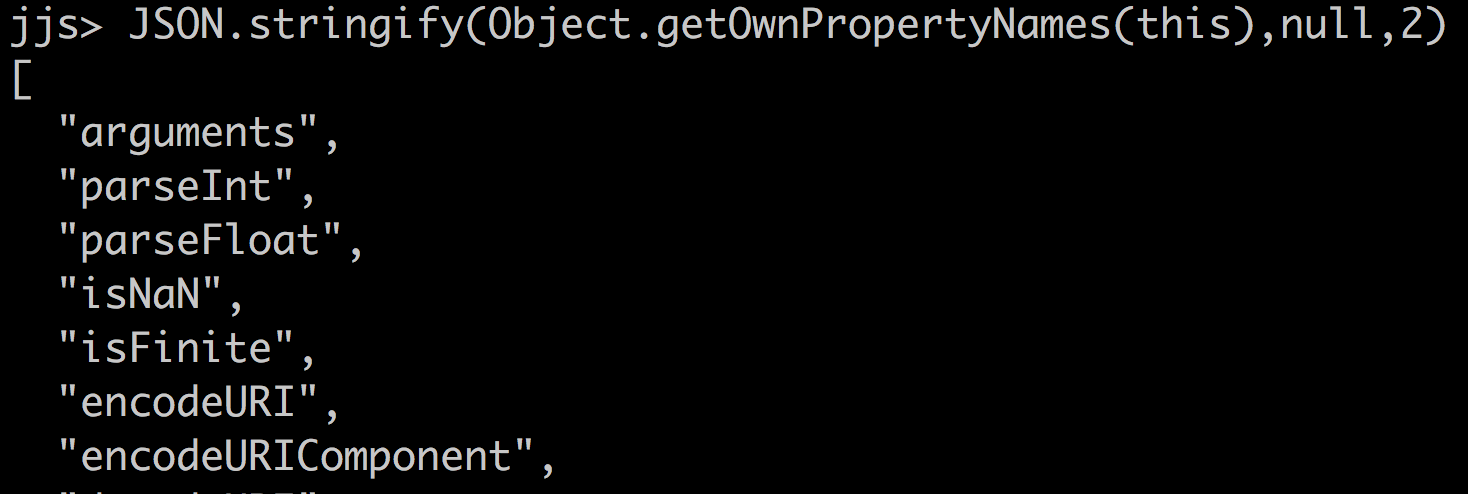 jjs> JSON.stringify(Object.getOwnPropertyNames(this),null,2)
[
  "arguments",
  "parseInt",
  "parseFloat",
  "isNaN",
  "isFinite",
  "encodeURI",
  "encodeURIComponent",